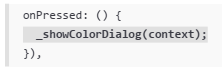 onPressed: () {
  _showColorDialog(context);
}),